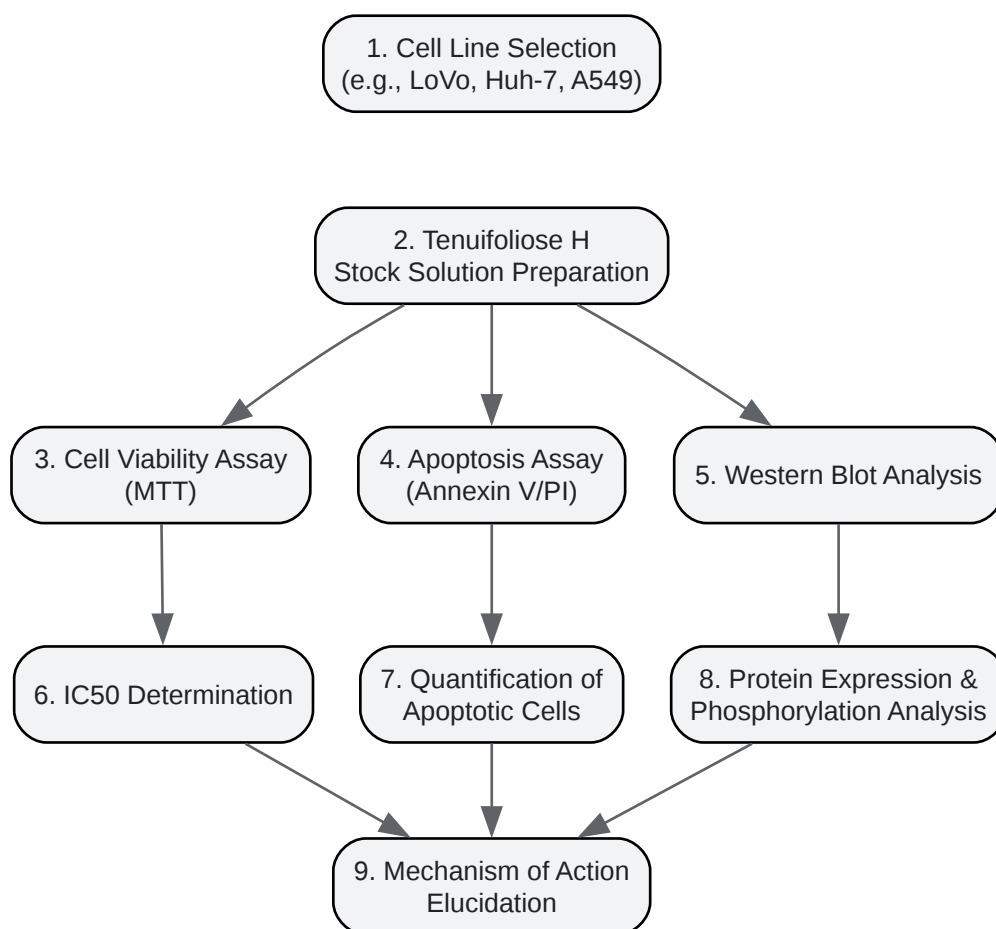 1. Cell Line Selection
(e.g., LoVo, Huh-7, A549)
2. Tenuifoliose H
Stock Solution Preparation
3. Cell Viability Assay
(MTT)
4. Apoptosis Assay
(Annexin V/PI)
5. Western Blot Analysis
6. IC50 Determination
7. Quantification of
Apoptotic Cells
8. Protein Expression &
Phosphorylation Analysis
9. Mechanism of Action
Elucidation